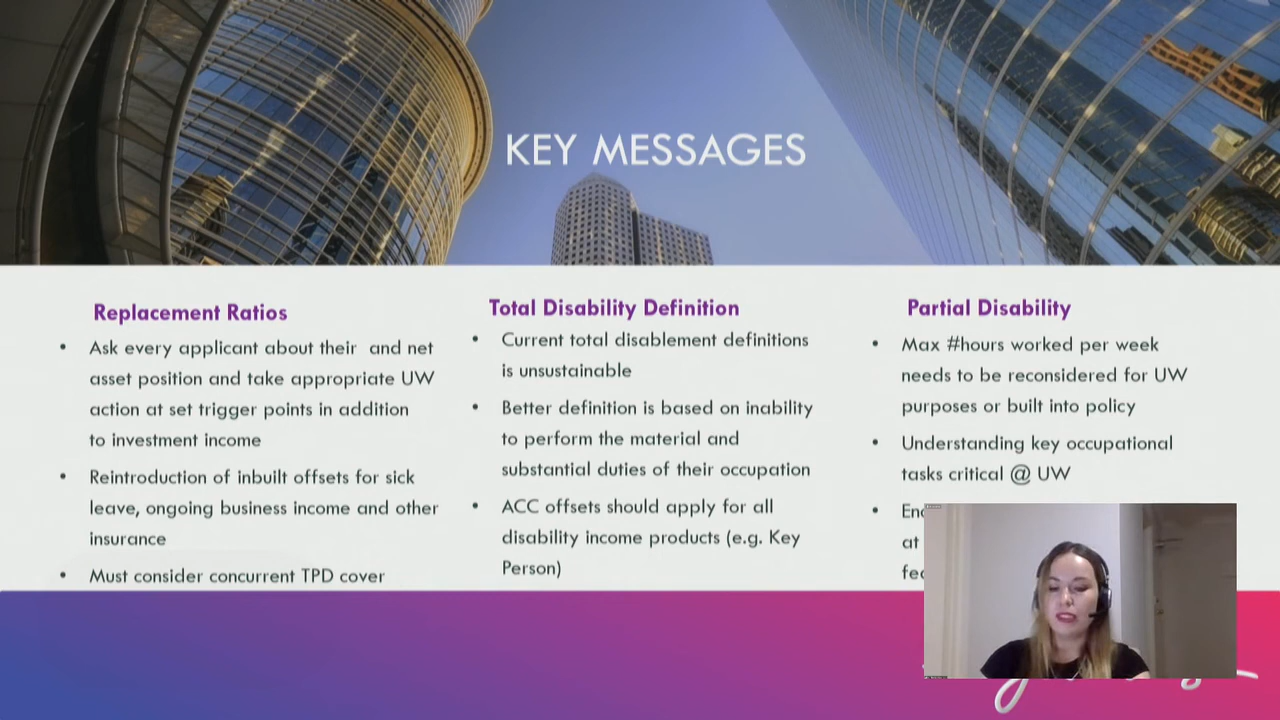 KEY MESSAGES
Replacement Ratios
• Ask every applicant about their  and net
asset position and take appropriate UW
action at set trigger points in addition
to investment income
• Reintroduction of inbuilt offsets for sick
leave, ongoing business income and other
insurance
• Must consider concurrent TPD cover
Total Disability Definition
• Current total disablement definitions
is unsustainable
• Better definition is based on inability
to perform the material and
substantial duties of their occupation
• ACC offsets should apply for all
disability income products (e.g. Key
Person)
Partial Disability
• Max #hours worked per week
needs to be reconsidered for UW
purposes or built into policy
• Understanding key occupational
tasks critical @ UW
•
at